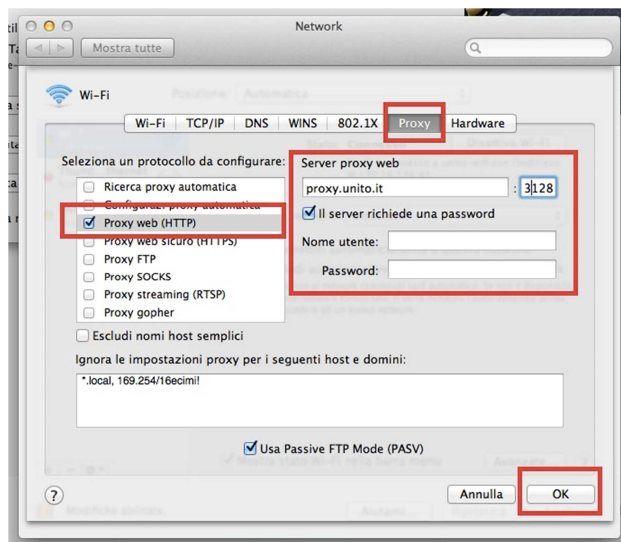 Network
Mostra tutte
Wi-Fi
Wi-Fi TCP/IP DNS WINS 802.1X Proxy Hardware
Seleziona un protocollo da configurare:
Ricerca proxy automatica
Configurazi proxy automatica
Proxy web (HTTP)
Proxy web sicuro (HTTPS)
Proxy FTP
Proxy SOCKS
Proxy streaming (RTSP)
Proxy gopher
Server proxy web
proxy.unito.it : 3128
Il server richiede una password
Nome utente:
Password:
Escludi nomi host semplici
Ignora le impostazioni proxy per i seguenti host e domini:
*.local, 169.254/16ecimi!
Usa Passive FTP Mode (PASV)
? Annulla OK